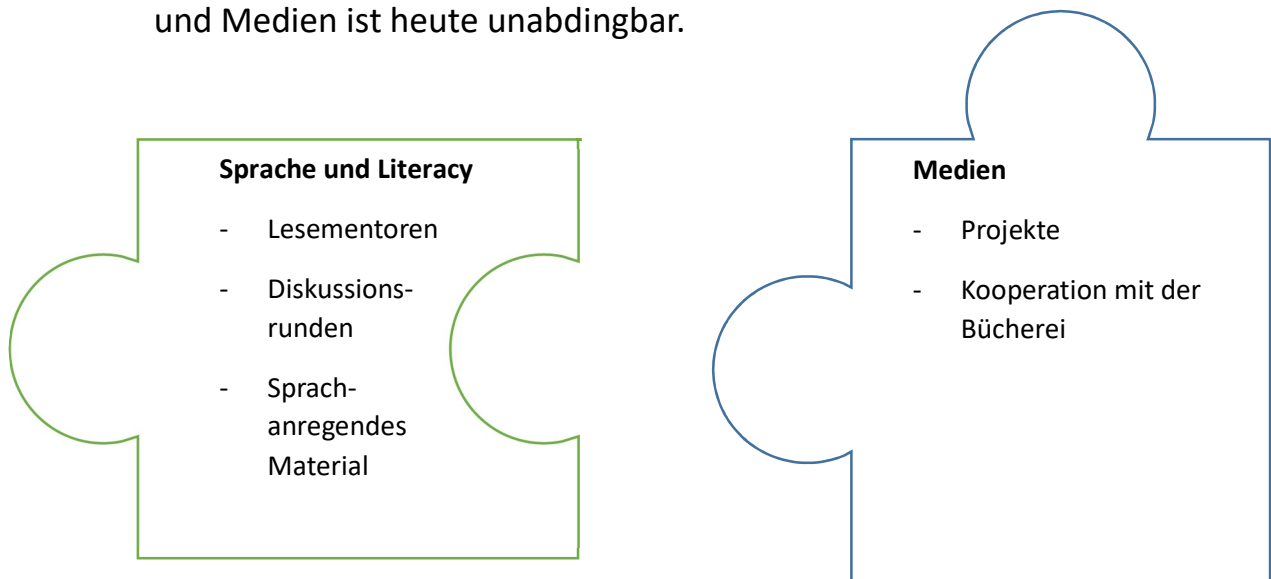 und Medien ist heute unabdingbar.
Sprache und Literacy
- Lesementoren
- Diskussions-
runden
- Sprach-
anregendes
Material
Medien
- Projekte
- Kooperation mit der
Bücherei